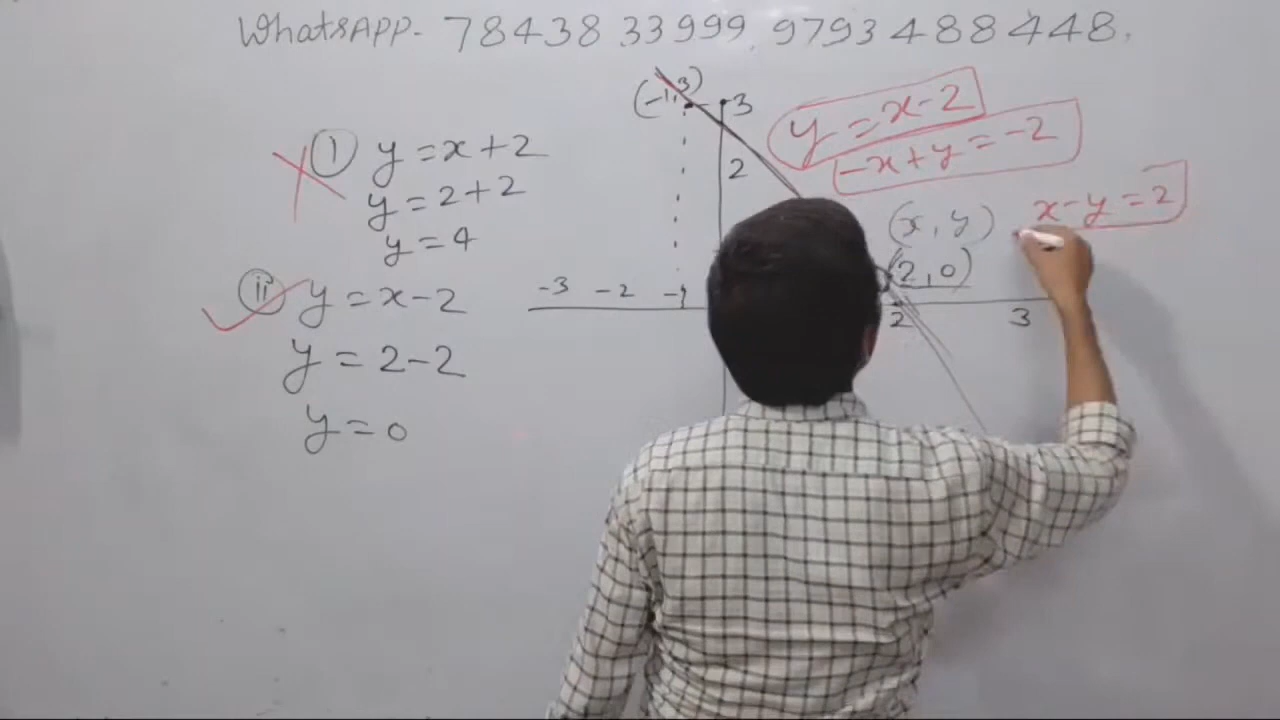 WhatsAPP- 78438 33999, 9793488448.
(-1,3)
3
2
-3 -2 -1
2 3
(x, y)
(2,0)
y = x-2
-x+y = -2
x-y = 2
(i) y = x+2
y = 2+2
y = 4
(ii) y = x-2
y = 2-2
y = 0